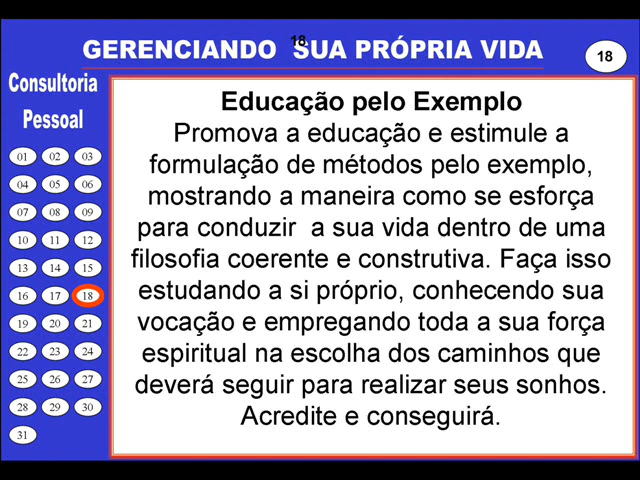 18
GERENCIANDO SUA PRÓPRIA VIDA
18
Consultoria
Pessoal
01 02 03
04 05 06
07 08 09
10 11 12
13 14 15
16 17 18
19 20 21
22 23 24
25 26 27
28 29 30
31
Educação pelo Exemplo
Promova a educação e estimule a
formulação de métodos pelo exemplo,
mostrando a maneira como se esforça
para conduzir a sua vida dentro de uma
filosofia coerente e construtiva. Faça isso
estudando a si próprio, conhecendo sua
vocação e empregando toda a sua força
espiritual na escolha dos caminhos que
deverá seguir para realizar seus sonhos.
Acredite e conseguirá.